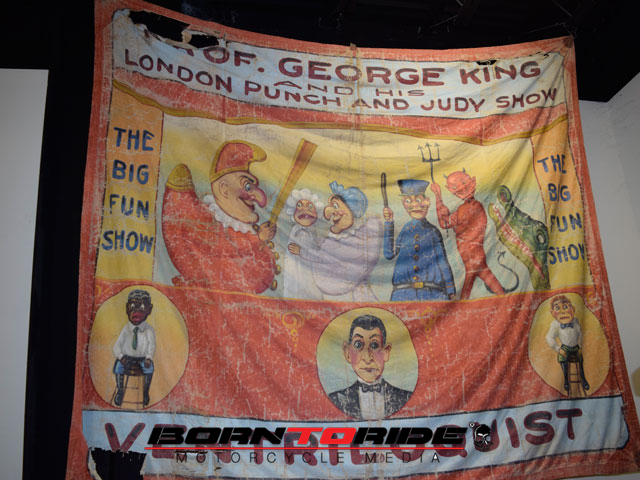 PROF. GEORGE KING
AND HIS
LONDON PUNCH AND JUDY SHOW
THE
BIG
FUN
SHOW
THE
BIG
FUN
SHOW
BORNTORIDE
MOTORCYCLE MEDIA